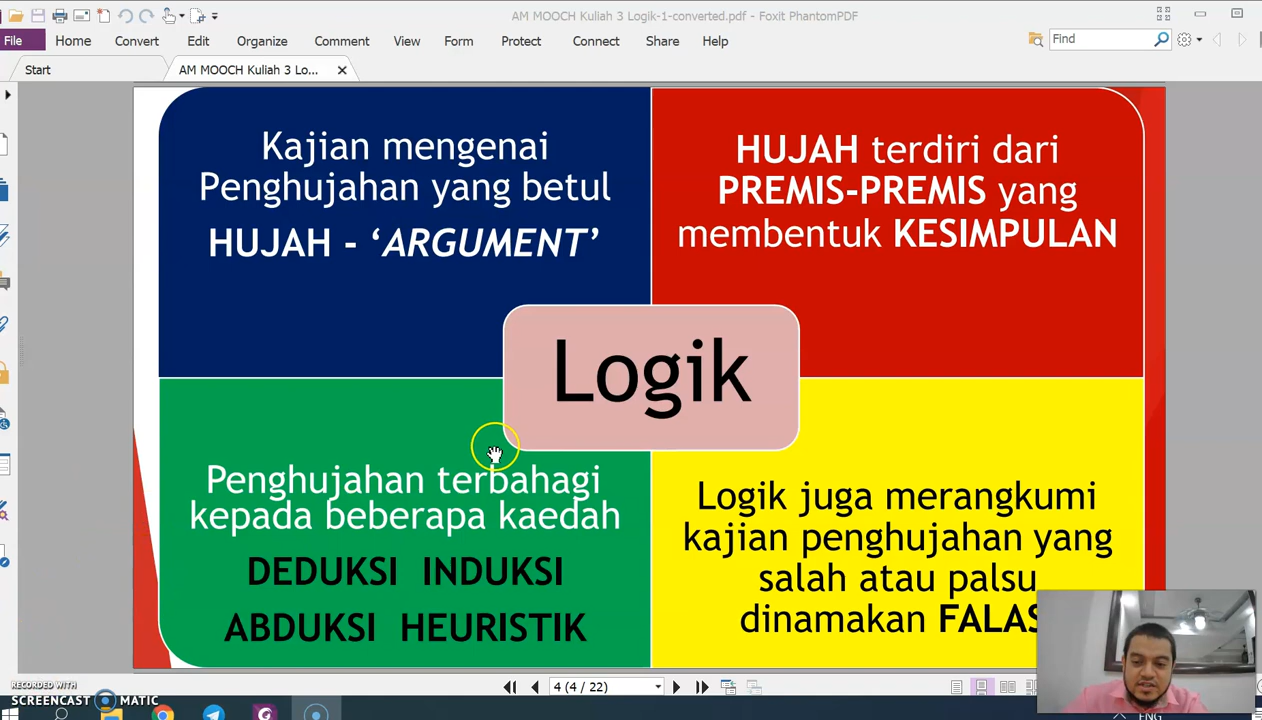 AM MOOCH Kuliah 3 Logik-1-converted.pdf - Foxit PhantomPDF
File Home Convert Edit Organize Comment View Form Protect Connect Share Help Find
Start AM MOOCH Kuliah 3 Lo...
Kajian mengenai
Penghujahan yang betul
HUJAH - ‘ARGUMENT’
HUJAH terdiri dari
PREMIS-PREMIS yang
membentuk KESIMPULAN
Logik
Penghujahan terbahagi
kepada beberapa kaedah
DEDUKSI INDUKSI
ABDUKSI HEURISTIK
Logik juga merangkumi
kajian penghujahan yang
salah atau palsu
dinamakan FALAS
4 (4 / 22)
RECORDED WITH
SCREENCAST MATIC
ENG